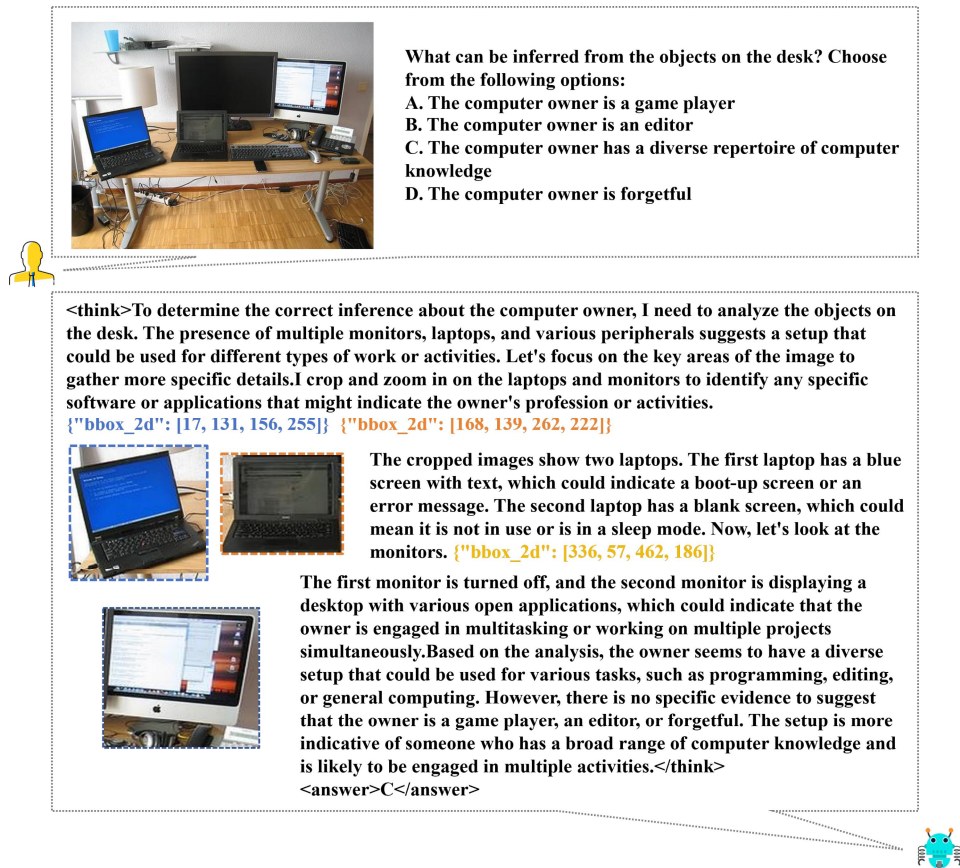 What can be inferred from the objects on the desk? Choose
from the following options:
A. The computer owner is a game player
B. The computer owner is an editor
C. The computer owner has a diverse repertoire of computer
knowledge
D. The computer owner is forgetful
<think>To determine the correct inference about the computer owner, I need to analyze the objects on
the desk. The presence of multiple monitors, laptops, and various peripherals suggests a setup that
could be used for different types of work or activities. Let's focus on the key areas of the image to
gather more specific details.I crop and zoom in on the laptops and monitors to identify any specific
software or applications that might indicate the owner's profession or activities.
{"bbox_2d": [17, 131, 156, 255]} {"bbox_2d": [168, 139, 262, 222]}
The cropped images show two laptops. The first laptop has a blue
screen with text, which could indicate a boot-up screen or an
error message. The second laptop has a blank screen, which could
mean it is not in use or is in a sleep mode. Now, let's look at the
monitors. {"bbox_2d": [336, 57, 462, 186]}
The first monitor is turned off, and the second monitor is displaying a
desktop with various open applications, which could indicate that the
owner is engaged in multitasking or working on multiple projects
simultaneously.Based on the analysis, the owner seems to have a diverse
setup that could be used for various tasks, such as programming, editing,
or general computing. However, there is no specific evidence to suggest
that the owner is a game player, an editor, or forgetful. The setup is more
indicative of someone who has a broad range of computer knowledge and
is likely to be engaged in multiple activities.</think>
<answer>C</answer>